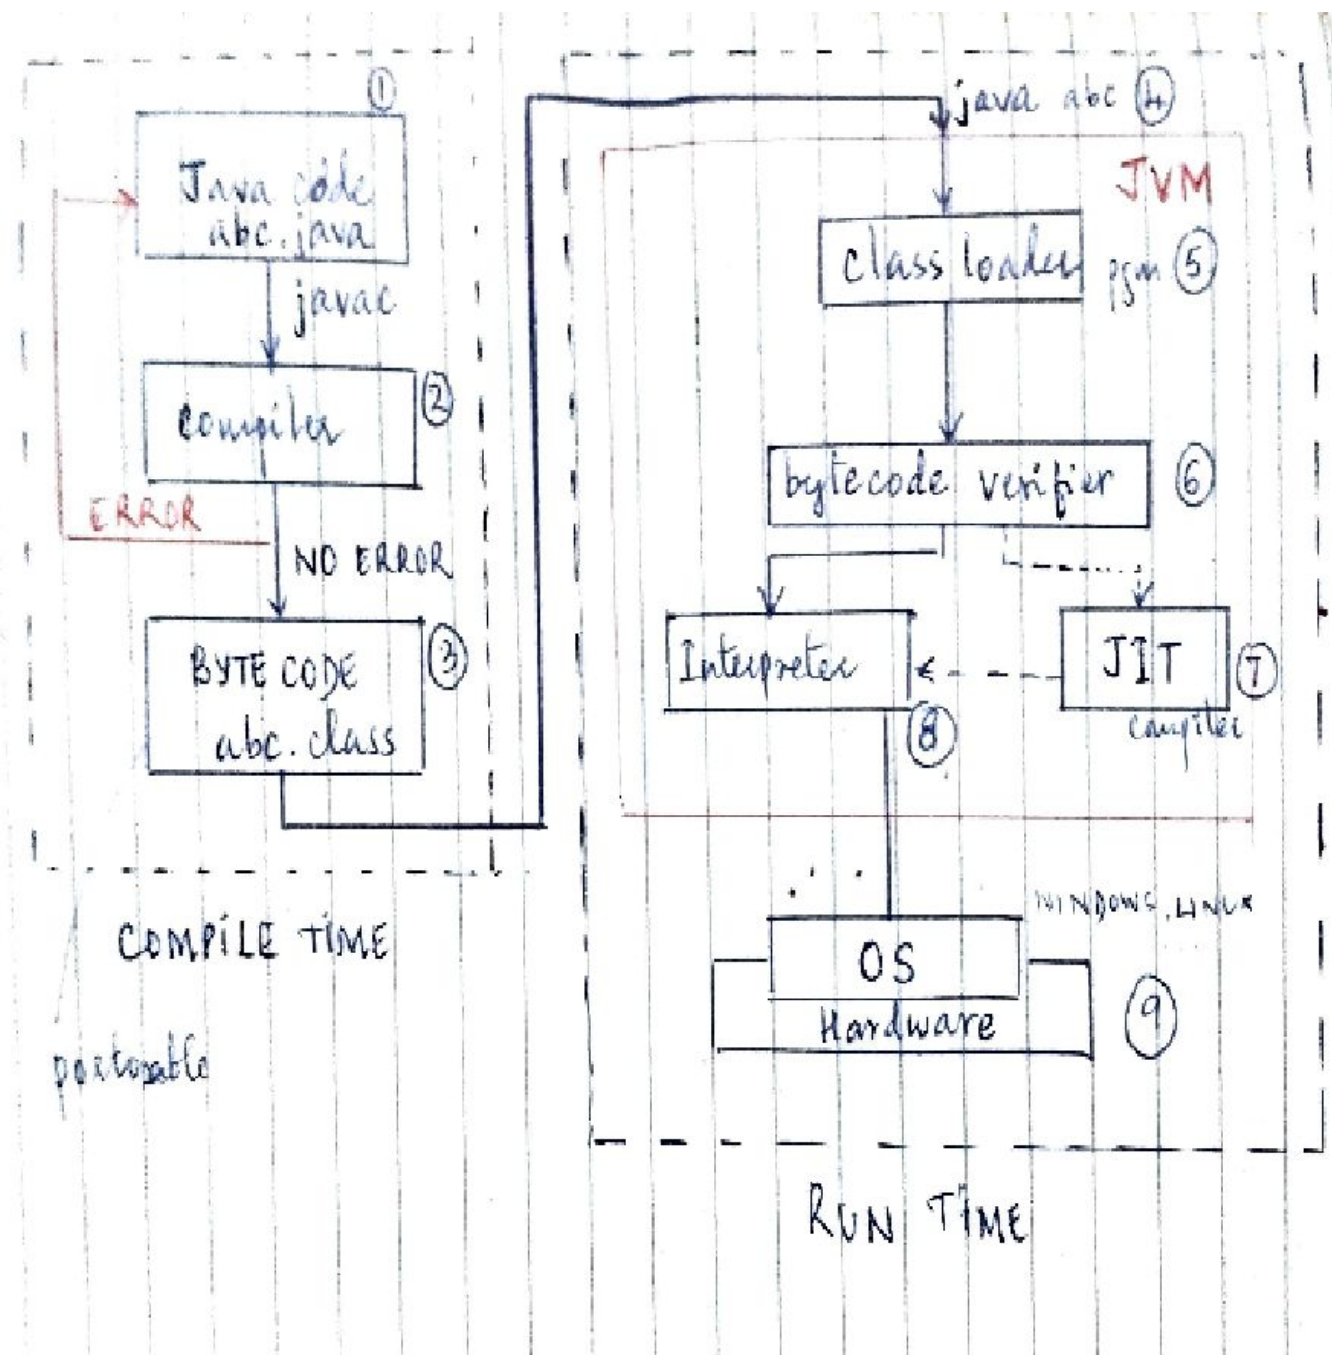 ①
Java code
abc.java
javac
compiler
②
ERROR
NO ERROR
BYTE CODE
abc.class
③
COMPILE TIME
portable
java abc ④
JVM
class loader
pgm ⑤
bytecode verifier
⑥
Interpreter
⑧
JIT
compiler
⑦
WINDOWS, LINUX
OS
Hardware
⑨
RUN TIME